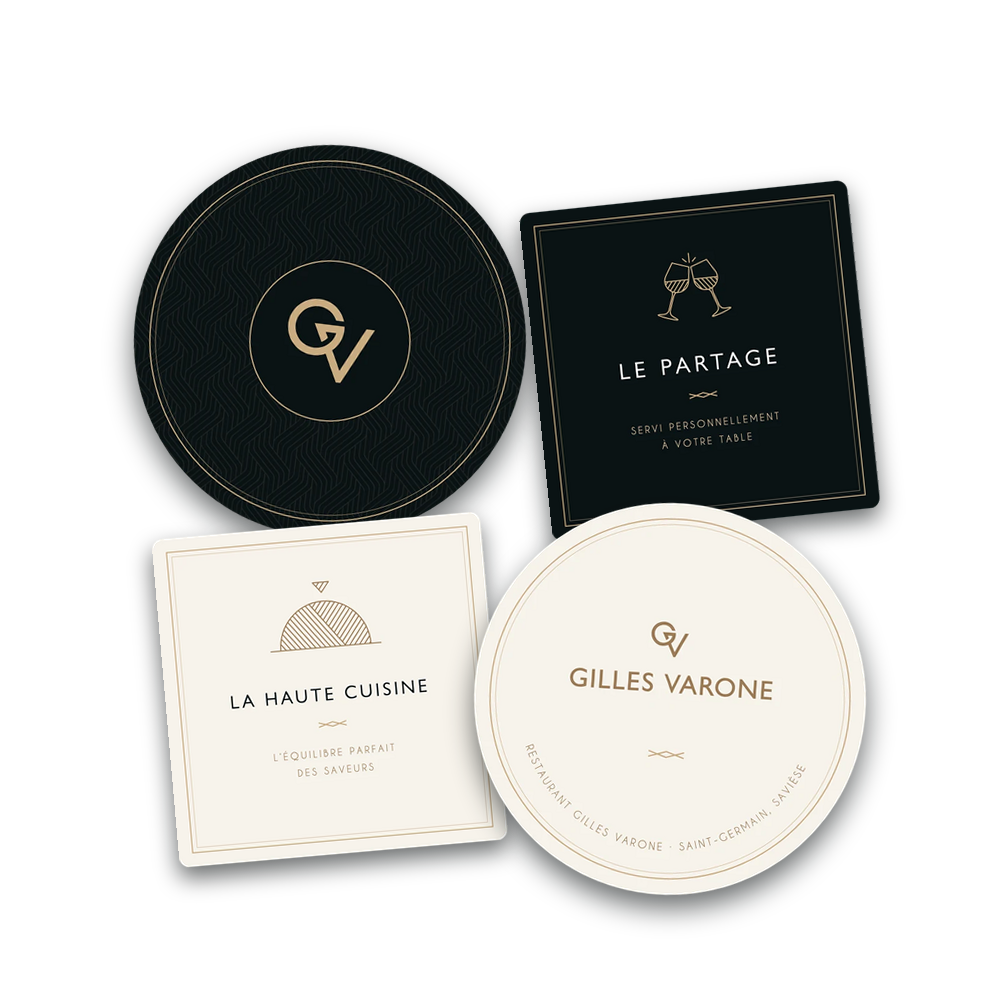 GV
LE PARTAGE
SERVI PERSONNELLEMENT
À VOTRE TABLE
LA HAUTE CUISINE
L'ÉQUILIBRE PARFAIT
DES SAVEURS
GV
GILLES VARONE
RESTAURANT GILLES VARONE · SAINT-GERMAIN, SAVIÈSE